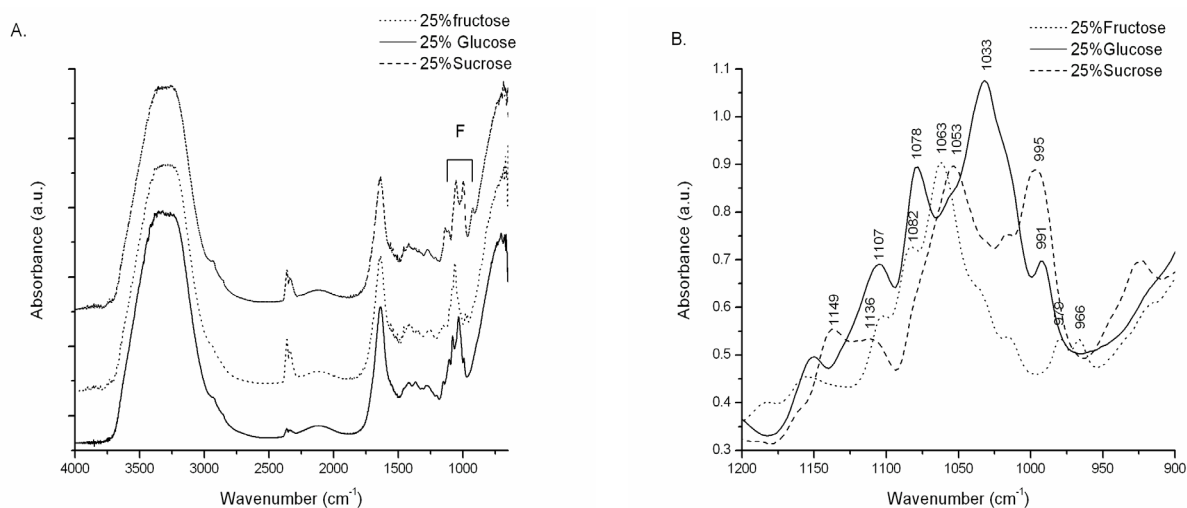 A.
25%fructose
25% Glucose
25%Sucrose
F
Absorbance (a.u.)
4000 3500 3000 2500 2000 1500 1000
Wavenumber (cm-1)
B.
25%Fructose
25%Glucose
25%Sucrose
1.1
1.0
0.9
0.8
0.7
0.6
0.5
0.4
0.3
1149
1136
1107
1082
1078
1063
1053
1033
995
991
979
966
Absorbance (a.u.)
1200 1150 1100 1050 1000 950 900
Wavenumber (cm-1)